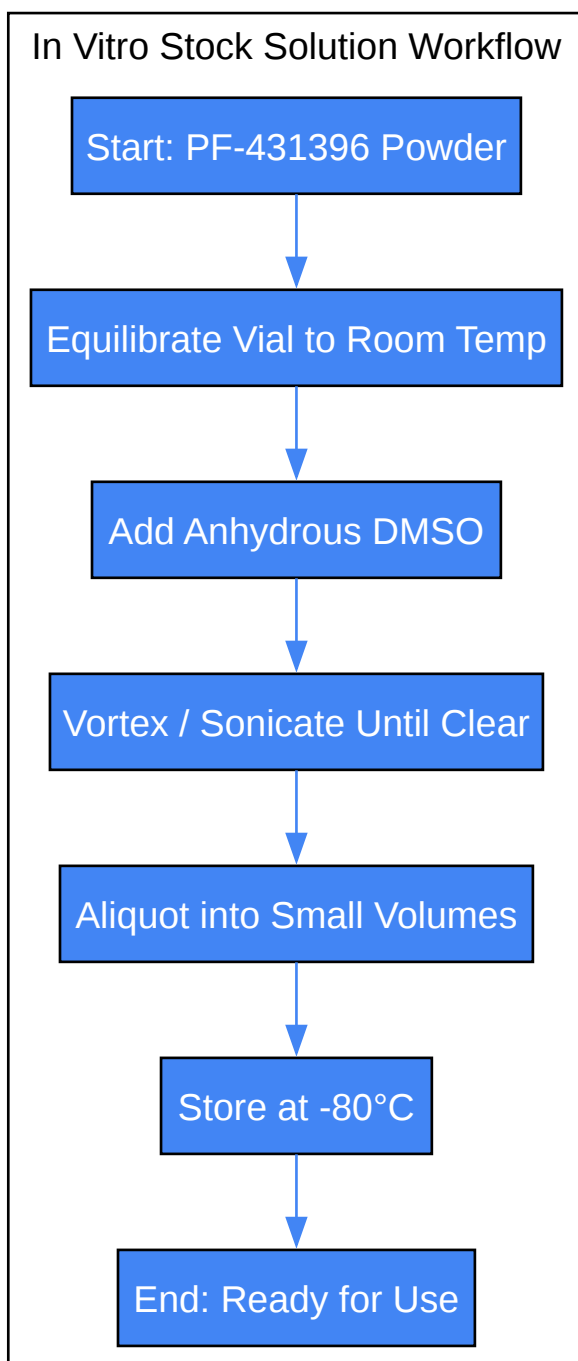 In Vitro Stock Solution Workflow
Start: PF-431396 Powder
Equilibrate Vial to Room Temp
Add Anhydrous DMSO
Vortex / Sonicate Until Clear
Aliquot into Small Volumes
Store at -80°C
End: Ready for Use